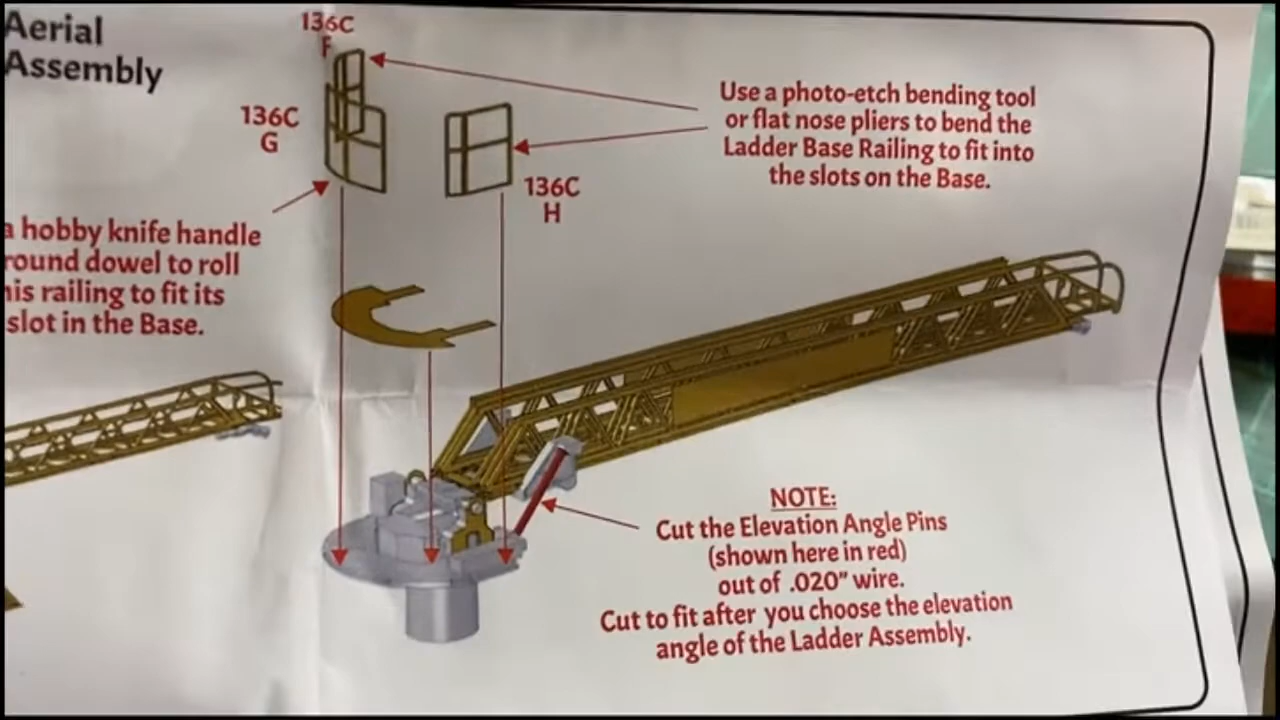 Aerial
Assembly
136C
F
136C
G
136C
H
Use a photo-etch bending tool
or flat nose pliers to bend the
Ladder Base Railing to fit into
the slots on the Base.
a hobby knife handle
round dowel to roll
railing to fit its
slot in the Base.
NOTE:
Cut the Elevation Angle Pins
(shown here in red)
out of .020" wire.
Cut to fit after you choose the elevation
angle of the Ladder Assembly.